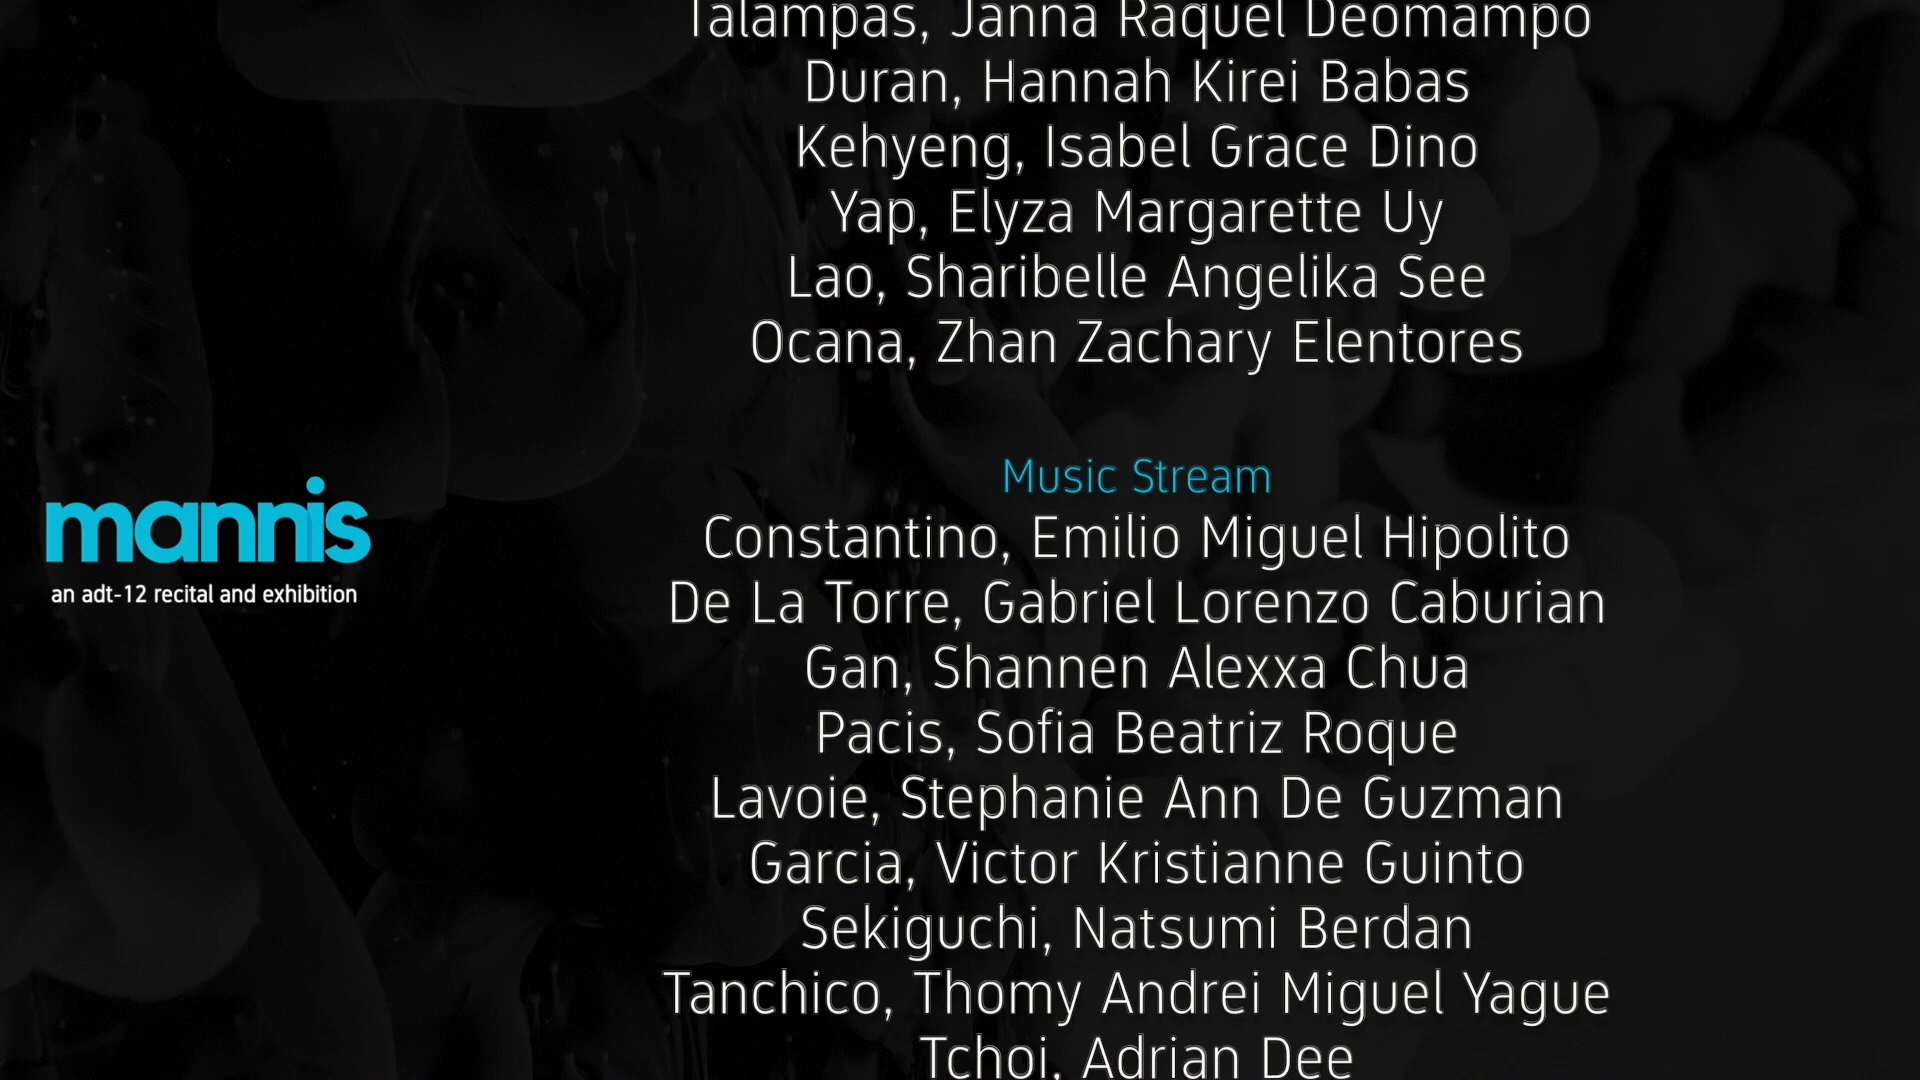 Talampas, Janna Raquel Deomampo
Duran, Hannah Kirei Babas
Kehyeng, Isabel Grace Dino
Yap, Elyza Margarette Uy
Lao, Sharibelle Angelika See
Ocana, Zhan Zachary Elentores
mannis
an adt-12 recital and exhibition
Music Stream
Constantino, Emilio Miguel Hipolito
De La Torre, Gabriel Lorenzo Caburian
Gan, Shannen Alexxa Chua
Pacis, Sofia Beatriz Roque
Lavoie, Stephanie Ann De Guzman
Garcia, Victor Kristianne Guinto
Sekiguchi, Natsumi Berdan
Tanchico, Thomy Andrei Miguel Yague
Tchoi, Adrian Dee